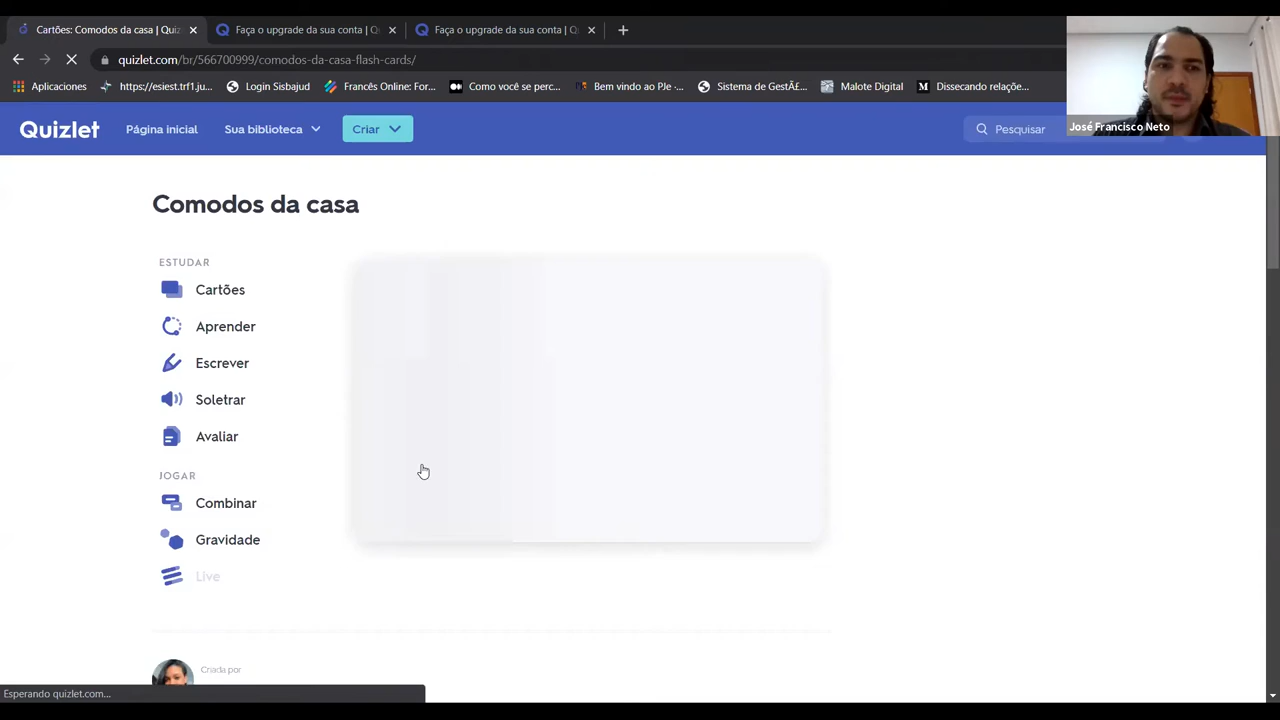 Cartões: Comodos da casa | Quiz
Faça o upgrade da sua conta | Q
Faça o upgrade da sua conta | Q
quizlet.com/br/566700999/comodos-da-casa-flash-cards/
Aplicaciones
https://esiest.trf1.ju...
Login Sisbajud
Francés Online: For...
Como você se perc...
Bem vindo ao PJe ·...
Sistema de GestÃ£...
Malote Digital
Dissecando relaçõe...
José Francisco Neto
Quizlet
Página inicial
Sua biblioteca
Criar
Pesquisar
Comodos da casa
ESTUDAR
Cartões
Aprender
Escrever
Soletrar
Avaliar
JOGAR
Combinar
Gravidade
Live
Criada por
Esperando quizlet.com...